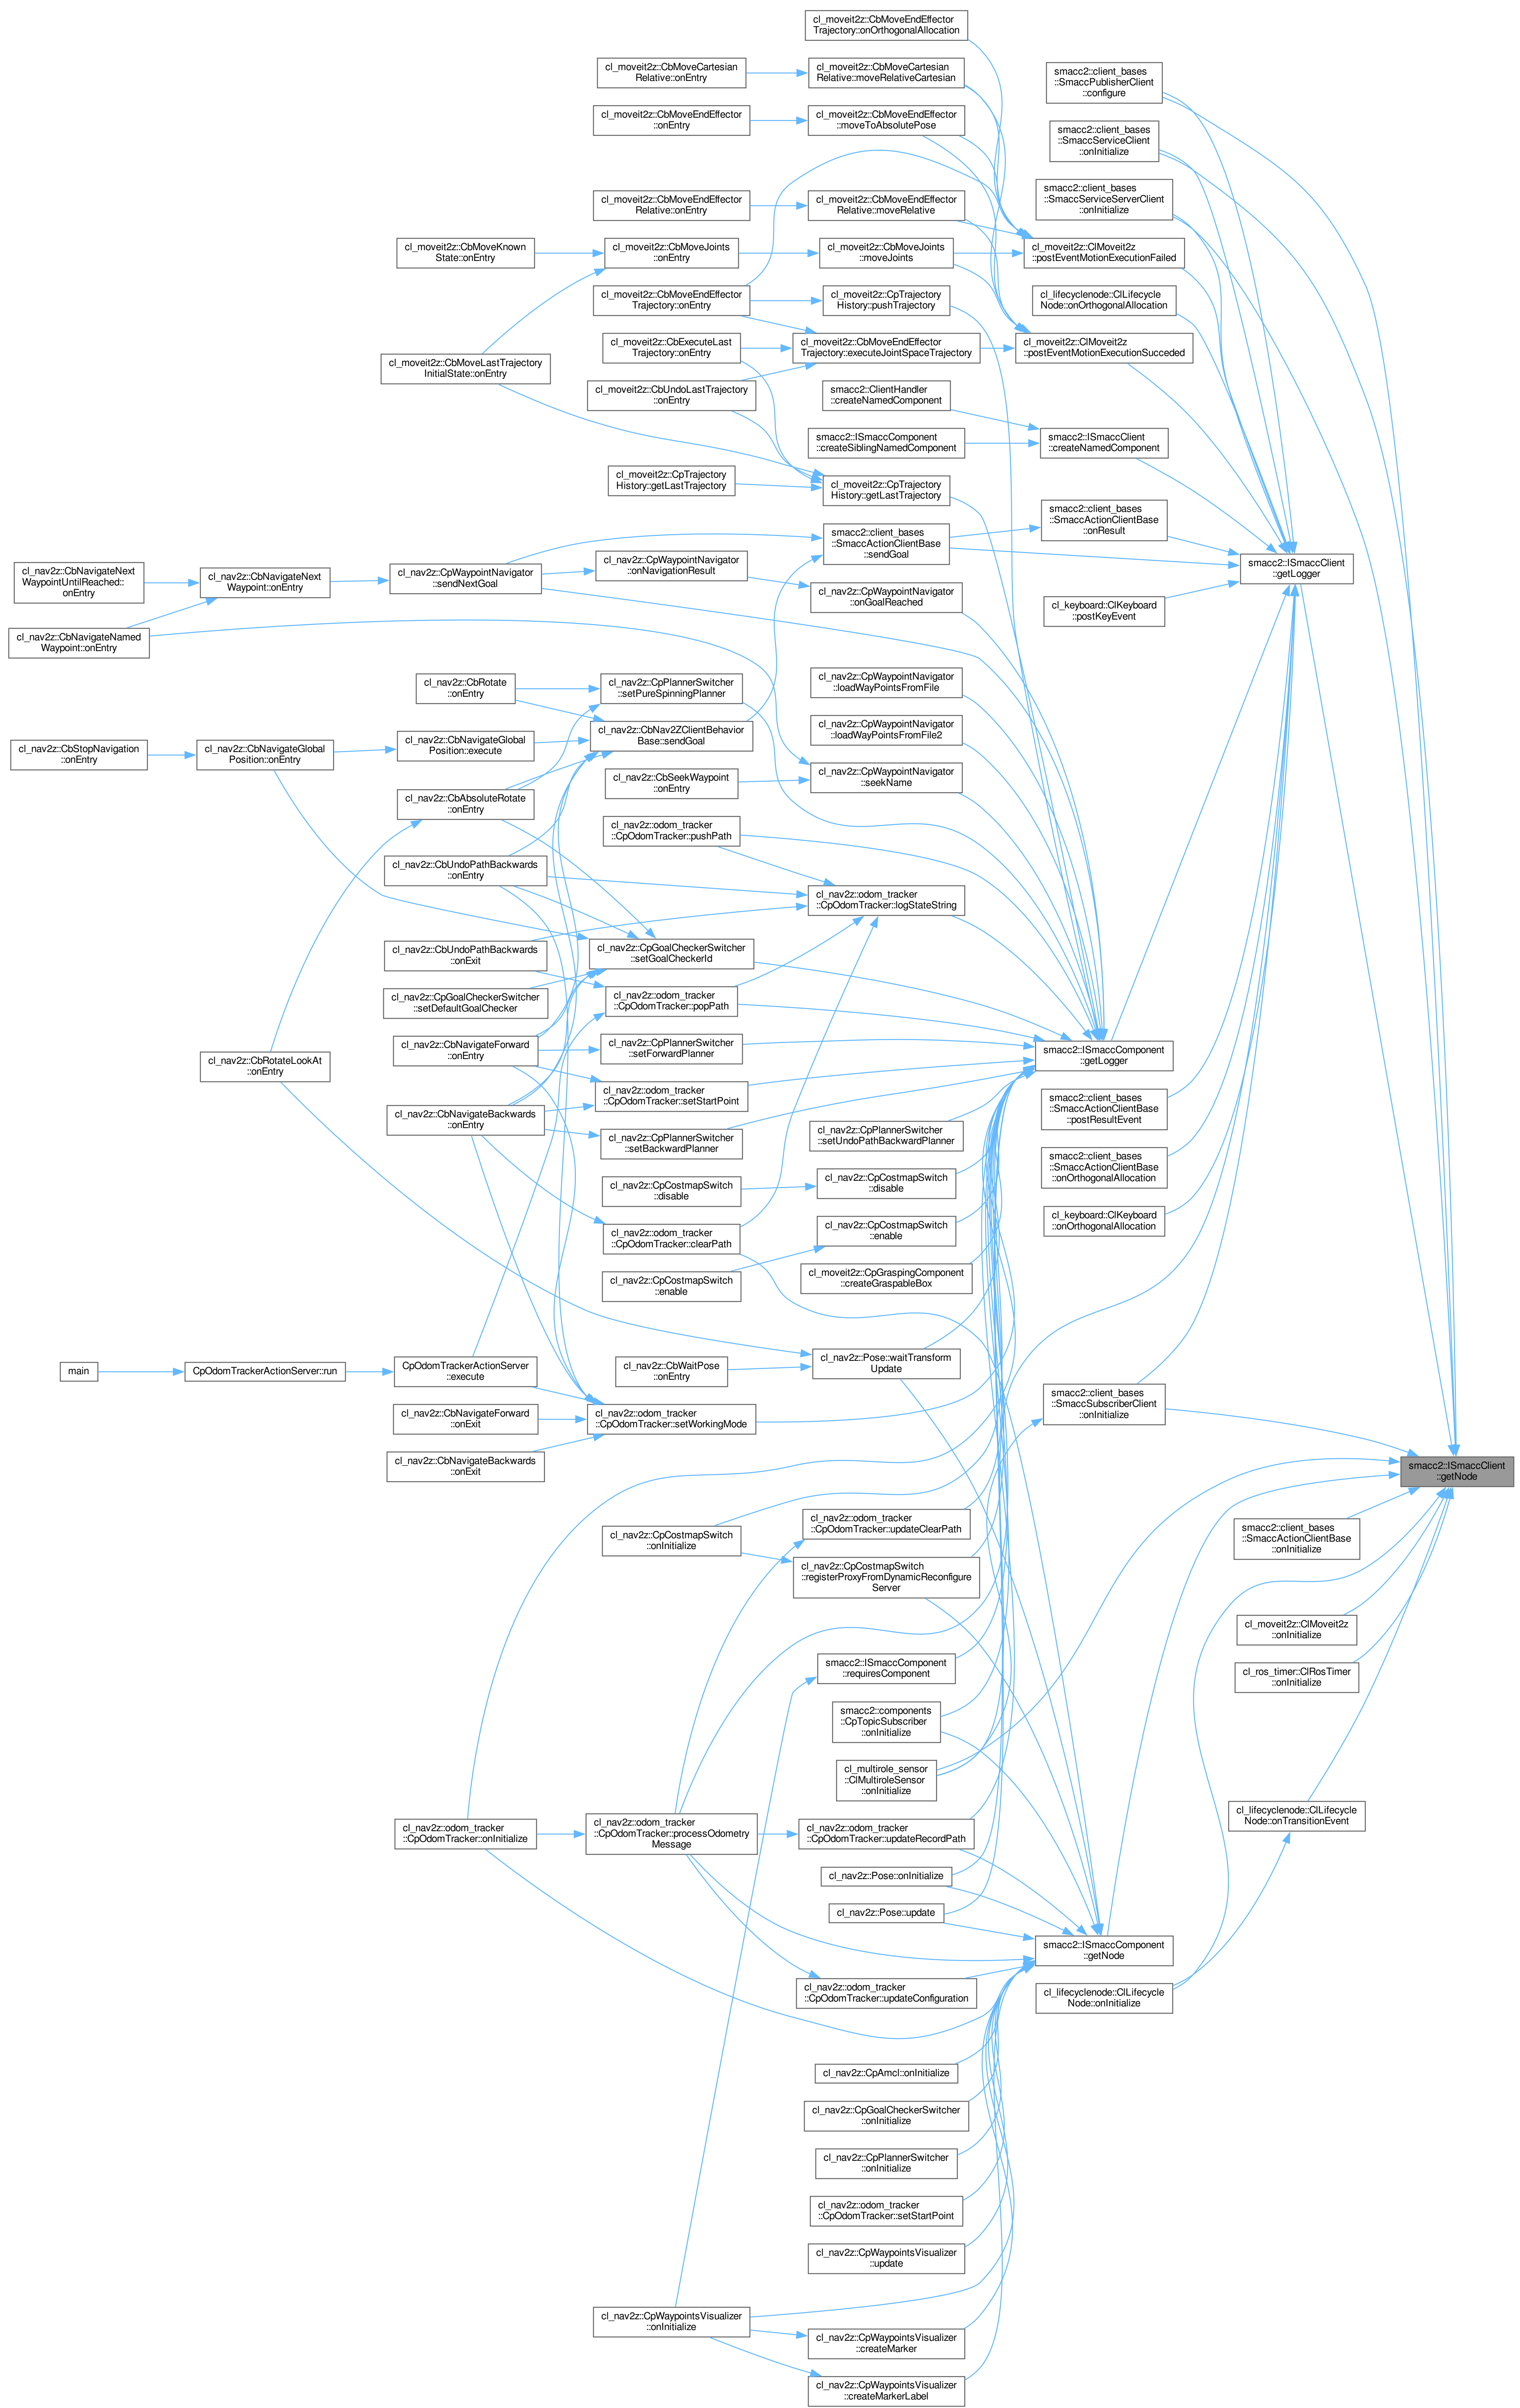 cl_moveit2z::CbMoveEndEffector
Trajectory::onOrthogonalAllocation
cl_moveit2z::CbMoveCartesian
Relative::onEntry
cl_moveit2z::CbMoveCartesian
Relative::moveRelativeCartesian
smacc2::client_bases
::SmaccPublisherClient
::configure
cl_moveit2z::CbMoveEndEffector
::onEntry
cl_moveit2z::CbMoveEndEffector
::moveToAbsolutePose
smacc2::client_bases
::SmaccServiceClient
::onInitialize
cl_moveit2z::CbMoveEndEffector
Relative::onEntry
cl_moveit2z::CbMoveEndEffector
Relative::moveRelative
smacc2::client_bases
::SmaccServiceServerClient
::onInitialize
cl_moveit2z::CbMoveKnown
State::onEntry
cl_moveit2z::CbMoveJoints
::onEntry
cl_moveit2z::CbMoveJoints
::moveJoints
cl_moveit2z::ClMoveit2z
::postEventMotionExecutionFailed
cl_moveit2z::CbMoveEndEffector
Trajectory::onEntry
cl_moveit2z::CpTrajectory
History::pushTrajectory
cl_lifecyclenode::ClLifecycle
Node::onOrthogonalAllocation
cl_moveit2z::CbExecuteLast
Trajectory::onEntry
cl_moveit2z::CbMoveEndEffector
Trajectory::executeJointSpaceTrajectory
cl_moveit2z::ClMoveit2z
::postEventMotionExecutionSucceded
cl_moveit2z::CbMoveLastTrajectory
InitialState::onEntry
cl_moveit2z::CbUndoLastTrajectory
::onEntry
smacc2::ClientHandler
::createNamedComponent
smacc2::ISmaccComponent
::createSiblingNamedComponent
smacc2::ISmaccClient
::createNamedComponent
cl_moveit2z::CpTrajectory
History::getLastTrajectory
cl_moveit2z::CpTrajectory
History::getLastTrajectory
smacc2::client_bases
::SmaccActionClientBase
::sendGoal
smacc2::client_bases
::SmaccActionClientBase
::onResult
smacc2::ISmaccClient
::getLogger
cl_nav2z::CbNavigateNext
WaypointUntilReached::
onEntry
cl_nav2z::CbNavigateNext
Waypoint::onEntry
cl_nav2z::CpWaypointNavigator
::sendNextGoal
cl_nav2z::CpWaypointNavigator
::onNavigationResult
cl_nav2z::CpWaypointNavigator
::onGoalReached
cl_keyboard::ClKeyboard
::postKeyEvent
cl_nav2z::CbNavigateNamed
Waypoint::onEntry
cl_nav2z::CbRotate
::onEntry
cl_nav2z::CpPlannerSwitcher
::setPureSpinningPlanner
cl_nav2z::CpWaypointNavigator
::loadWayPointsFromFile
cl_nav2z::CbStopNavigation
::onEntry
cl_nav2z::CbNavigateGlobal
Position::onEntry
cl_nav2z::CbNavigateGlobal
Position::execute
cl_nav2z::CbNav2ZClientBehavior
Base::sendGoal
cl_nav2z::CpWaypointNavigator
::loadWayPointsFromFile2
cl_nav2z::CbAbsoluteRotate
::onEntry
cl_nav2z::CbSeekWaypoint
::onEntry
cl_nav2z::CpWaypointNavigator
::seekName
cl_nav2z::odom_tracker
::CpOdomTracker::pushPath
cl_nav2z::CbUndoPathBackwards
::onEntry
cl_nav2z::odom_tracker
::CpOdomTracker::logStateString
cl_nav2z::CbUndoPathBackwards
::onExit
cl_nav2z::CpGoalCheckerSwitcher
::setGoalCheckerId
cl_nav2z::CpGoalCheckerSwitcher
::setDefaultGoalChecker
cl_nav2z::odom_tracker
::CpOdomTracker::popPath
cl_nav2z::CbRotateLookAt
::onEntry
cl_nav2z::CbNavigateForward
::onEntry
cl_nav2z::CpPlannerSwitcher
::setForwardPlanner
smacc2::ISmaccComponent
::getLogger
cl_nav2z::odom_tracker
::CpOdomTracker::setStartPoint
smacc2::client_bases
::SmaccActionClientBase
::postResultEvent
cl_nav2z::CbNavigateBackwards
::onEntry
cl_nav2z::CpPlannerSwitcher
::setBackwardPlanner
cl_nav2z::CpPlannerSwitcher
::setUndoPathBackwardPlanner
smacc2::client_bases
::SmaccActionClientBase
::onOrthogonalAllocation
cl_nav2z::CpCostmapSwitch
::disable
cl_nav2z::CpCostmapSwitch
::disable
cl_keyboard::ClKeyboard
::onOrthogonalAllocation
cl_nav2z::odom_tracker
::CpOdomTracker::clearPath
cl_nav2z::CpCostmapSwitch
::enable
cl_nav2z::CpCostmapSwitch
::enable
cl_moveit2z::CpGraspingComponent
::createGraspableBox
main
CpOdomTrackerActionServer::run
CpOdomTrackerActionServer
::execute
cl_nav2z::CbWaitPose
::onEntry
cl_nav2z::Pose::waitTransform
Update
smacc2::client_bases
::SmaccSubscriberClient
::onInitialize
cl_nav2z::CbNavigateForward
::onExit
cl_nav2z::odom_tracker
::CpOdomTracker::setWorkingMode
cl_nav2z::CbNavigateBackwards
::onExit
smacc2::ISmaccClient
::getNode
cl_nav2z::CpCostmapSwitch
::onInitialize
cl_nav2z::odom_tracker
::CpOdomTracker::updateClearPath
smacc2::client_bases
::SmaccActionClientBase
::onInitialize
cl_nav2z::CpCostmapSwitch
::registerProxyFromDynamicReconfigure
Server
cl_moveit2z::ClMoveit2z
::onInitialize
smacc2::ISmaccComponent
::requiresComponent
cl_ros_timer::ClRosTimer
::onInitialize
smacc2::components
::CpTopicSubscriber
::onInitialize
cl_multirole_sensor
::ClMultiroleSensor
::onInitialize
cl_nav2z::odom_tracker
::CpOdomTracker::onInitialize
cl_nav2z::odom_tracker
::CpOdomTracker::processOdometry
Message
cl_nav2z::odom_tracker
::CpOdomTracker::updateRecordPath
cl_lifecyclenode::ClLifecycle
Node::onTransitionEvent
cl_nav2z::Pose::onInitialize
cl_nav2z::Pose::update
smacc2::ISmaccComponent
::getNode
cl_nav2z::odom_tracker
::CpOdomTracker::updateConfiguration
cl_lifecyclenode::ClLifecycle
Node::onInitialize
cl_nav2z::CpAmcl::onInitialize
cl_nav2z::CpGoalCheckerSwitcher
::onInitialize
cl_nav2z::CpPlannerSwitcher
::onInitialize
cl_nav2z::odom_tracker
::CpOdomTracker::setStartPoint
cl_nav2z::CpWaypointsVisualizer
::update
cl_nav2z::CpWaypointsVisualizer
::onInitialize
cl_nav2z::CpWaypointsVisualizer
::createMarker
cl_nav2z::CpWaypointsVisualizer
::createMarkerLabel